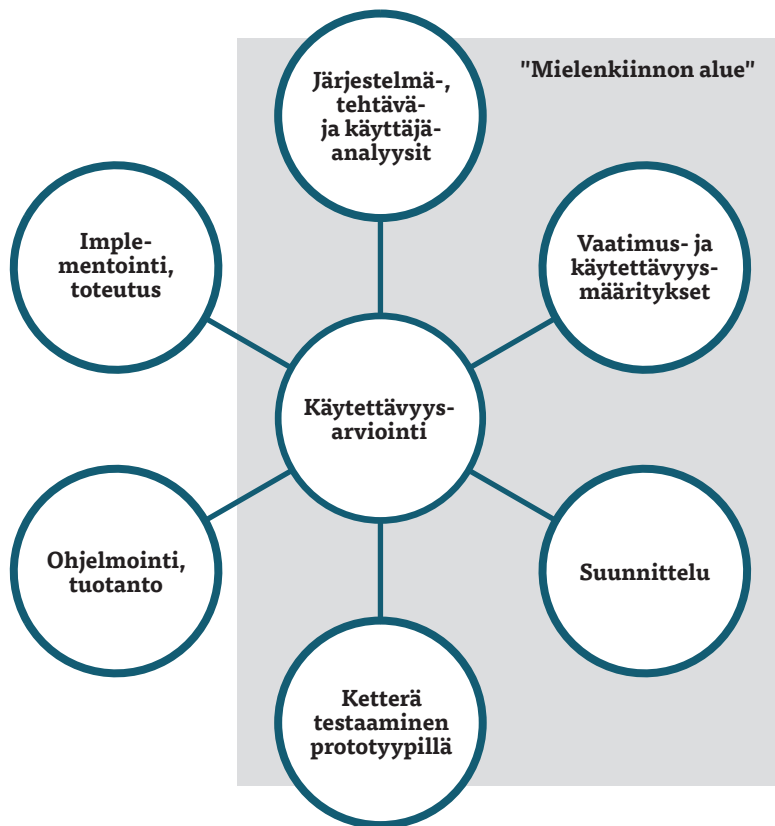 "Mielenkiinnon alue"
Järjestelmä-,
tehtävä-
ja käyttäjä-
analyysit
Imple-
mentointi,
toteutus
Vaatimus- ja
käytettävyys-
määritykset
Käytettävyys-
arviointi
Ohjelmointi,
tuotanto
Suunnittelu
Ketterä
testaaminen
prototyypillä